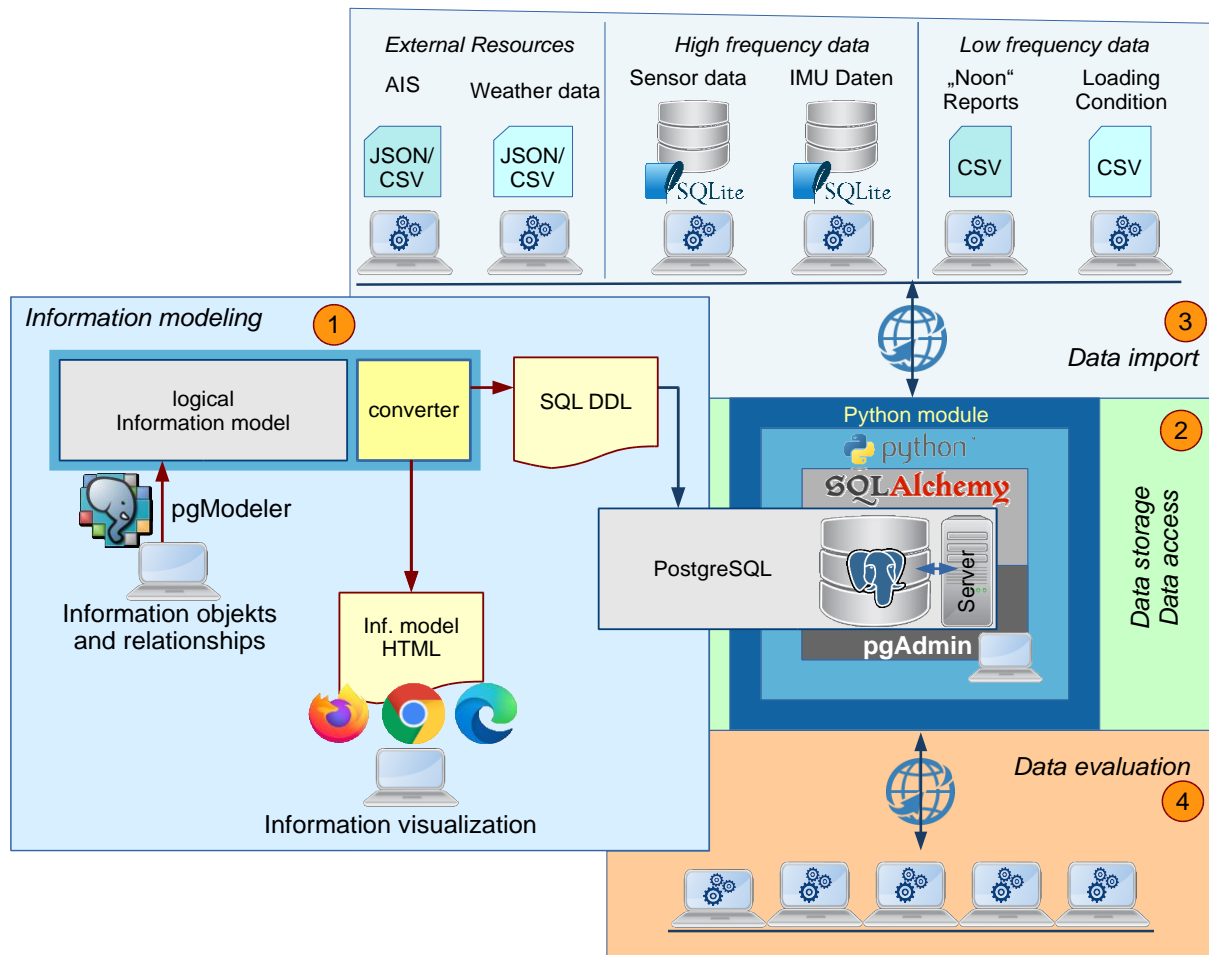 External Resources
High frequency data
Low frequency data
AIS
Weather data
Sensor data
IMU Daten
„Noon“
Reports
Loading
Condition
JSON/
CSV
JSON/
CSV
SQLite
SQLite
CSV
CSV
3
Data import
Information modeling
1
logical
Information model
converter
SQL DDL
pgModeler
Information objekts
and relationships
Inf. model
HTML
Information visualization
Python module
python
SQLAlchemy
PostgreSQL
Server
pgAdmin
2
Data storage
Data access
Data evaluation
4